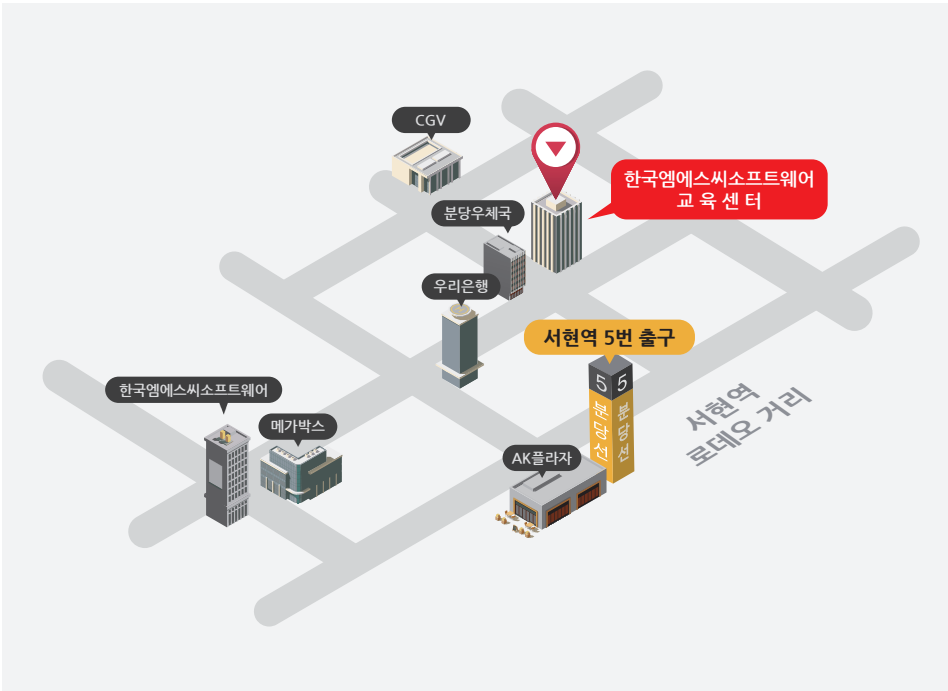 CGV
한국엠에스씨소프트웨어
교 육 센 터
분당우체국
우리은행
서현역 5번 출구
5 5
분당선
분당선
서현역
로데오 거리
한국엠에스씨소프트웨어
메가박스
AK플라자